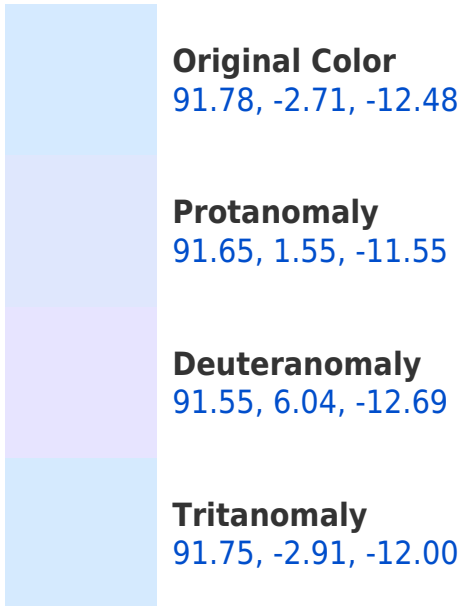 Original Color
91.78, -2.71, -12.48
Protanomaly
91.65, 1.55, -11.55
Deuteranomaly
91.55, 6.04, -12.69
Tritanomaly
91.75, -2.91, -12.00